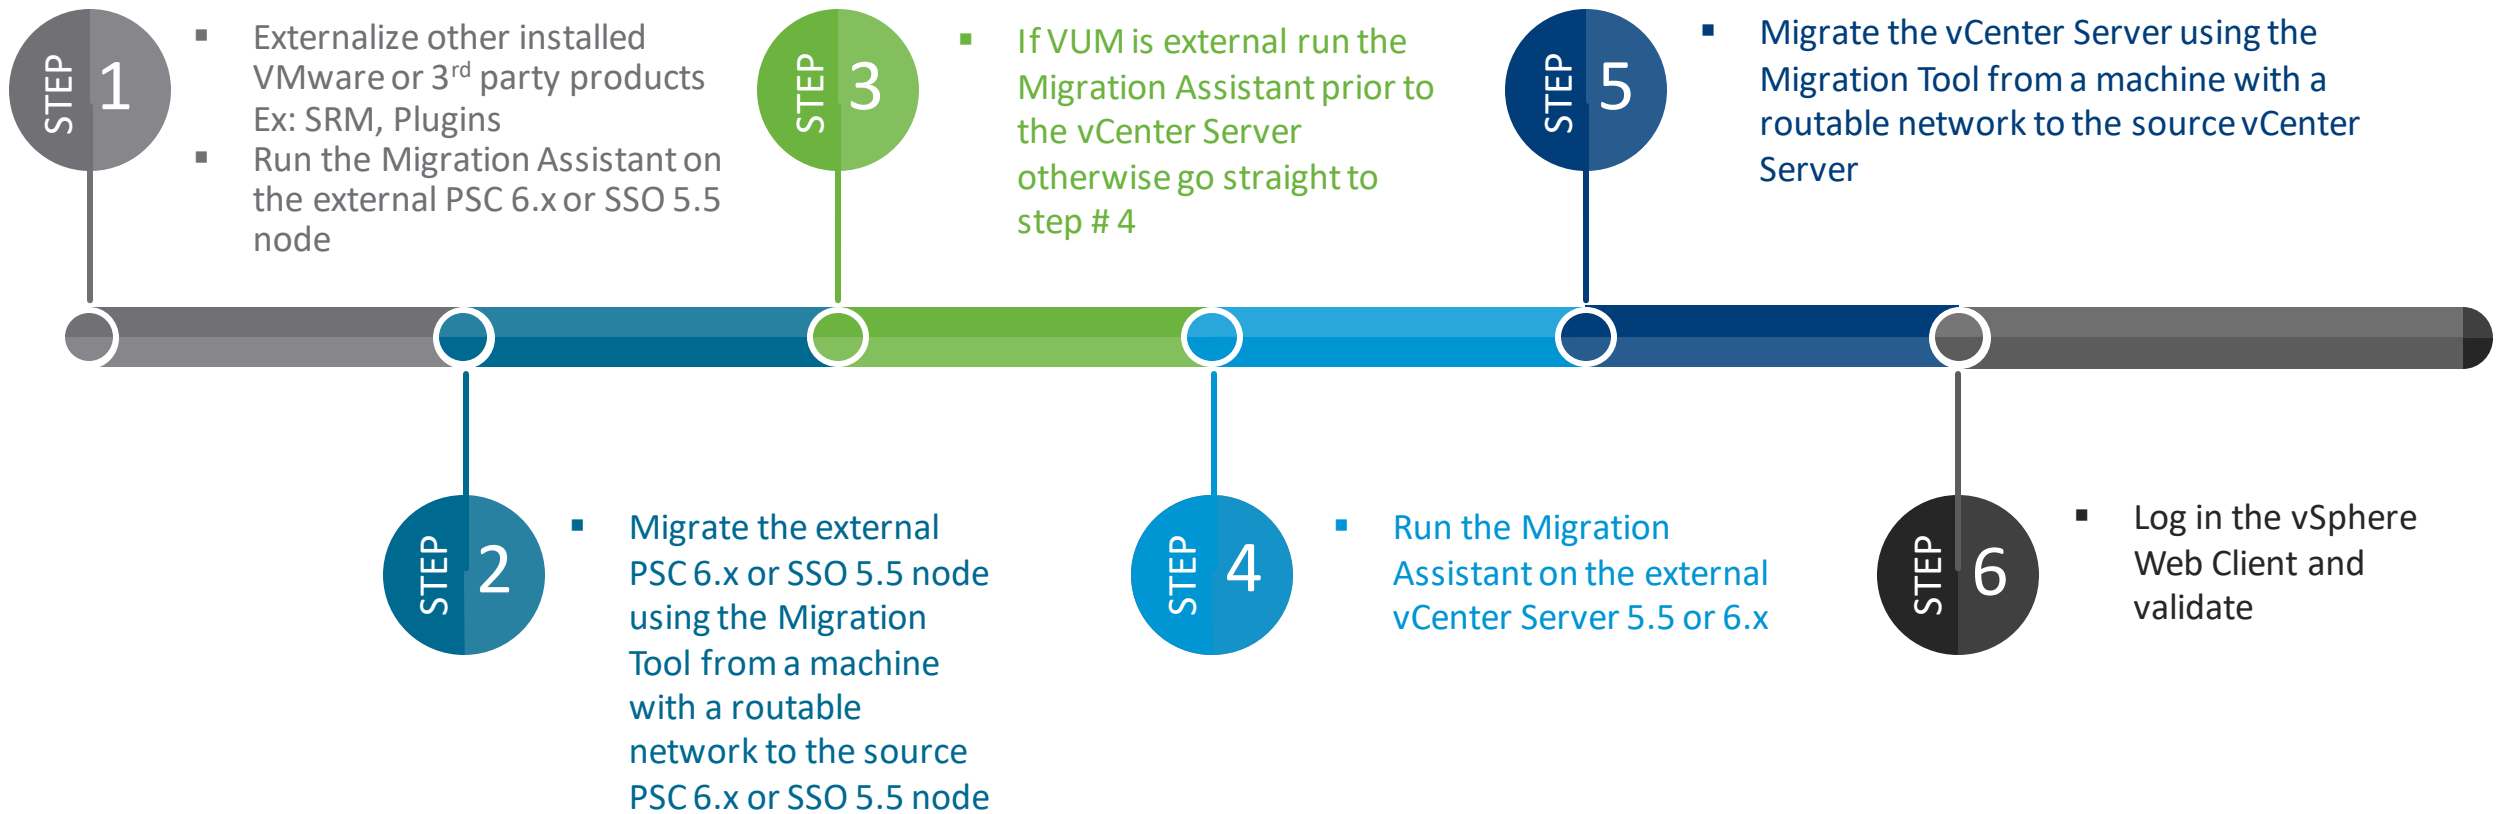 STEP 1
▪ Externalize other installed
VMware or 3rd party products
Ex: SRM, Plugins
▪ Run the Migration Assistant on
the external PSC 6.x or SSO 5.5
node
STEP 2
▪ Migrate the external
PSC 6.x or SSO 5.5 node
using the Migration
Tool from a machine
with a routable
network to the source
PSC 6.x or SSO 5.5 node
STEP 3
▪ If VUM is external run the
Migration Assistant prior to
the vCenter Server
otherwise go straight to
step # 4
STEP 4
▪ Run the Migration
Assistant on the external
vCenter Server 5.5 or 6.x
STEP 5
▪ Migrate the vCenter Server using the
Migration Tool from a machine with a
routable network to the source vCenter
Server
STEP 6
▪ Log in the vSphere
Web Client and
validate